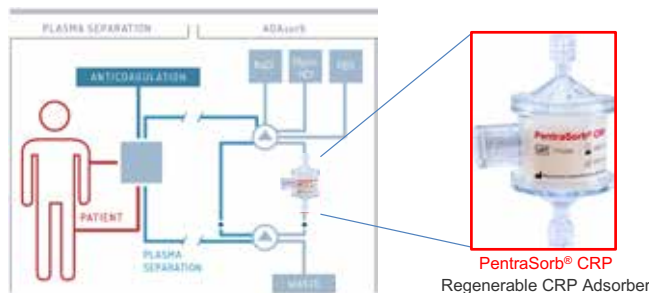 PLASMA SEPARATION
ADAsorb
ANTICOAGULATION
NaCl
PBS
PATIENT
PLASMA
SEPARATION
WASTE
PentraSorb® CRP
PentraSorb® CRP
Regenerable CRP Adsorber